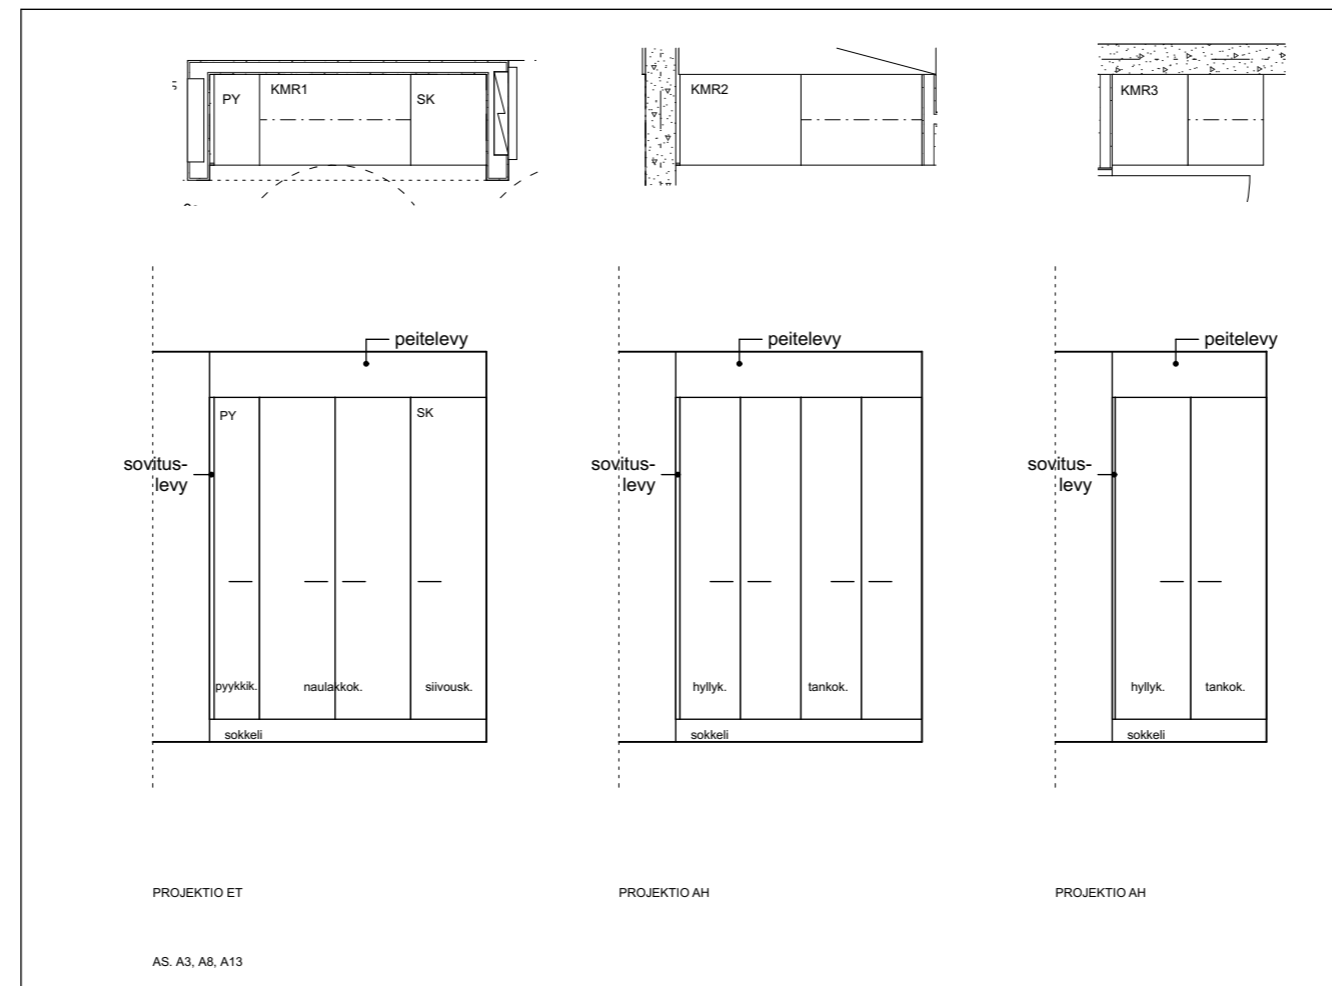 PY
KMR1
SK
KMR2
KMR3
peitelevy
peitelevy
peitelevy
PY
SK
sovitus-
levy
sovitus-
levy
sovitus-
levy
pyykkik.
naulakkok.
siivousk.
hyllyk.
tankok.
hyllyk.
tankok.
sokkeli
sokkeli
sokkeli
PROJEKTIO ET
PROJEKTIO AH
PROJEKTIO AH
AS. A3, A8, A13